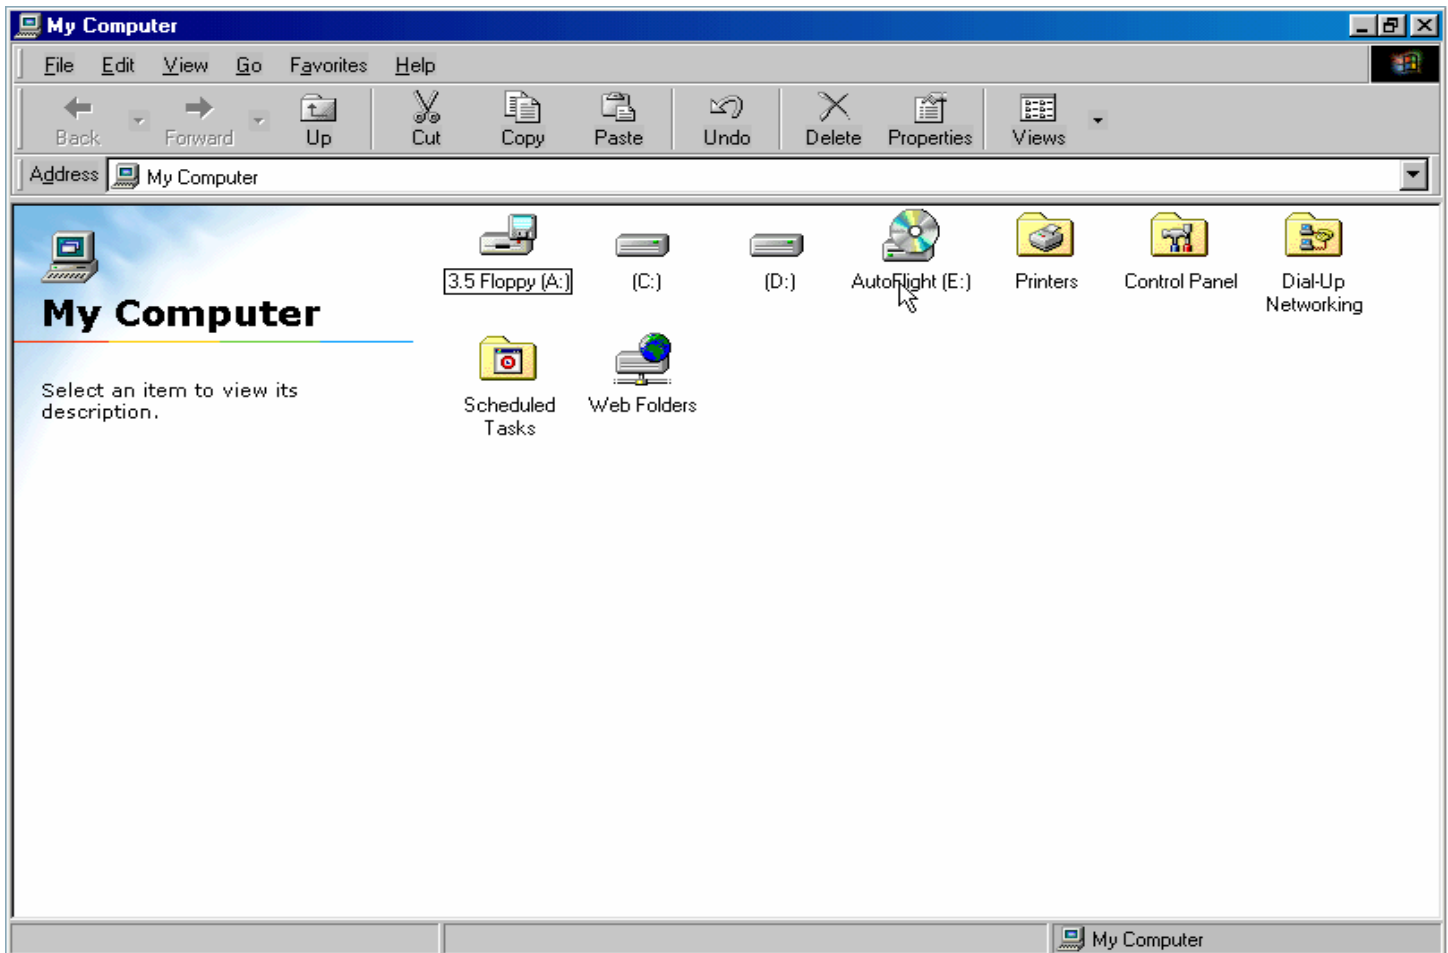 My Computer
File Edit View Go Favorites Help
Back Forward Up Cut Copy Paste Undo Delete Properties Views
Address My Computer
3.5 Floppy (A:) (C:) (D:) AutoFlight (E:) Printers Control Panel Dial-Up
Networking
My Computer
Select an item to view its
description.
Scheduled
Tasks
Web Folders
My Computer